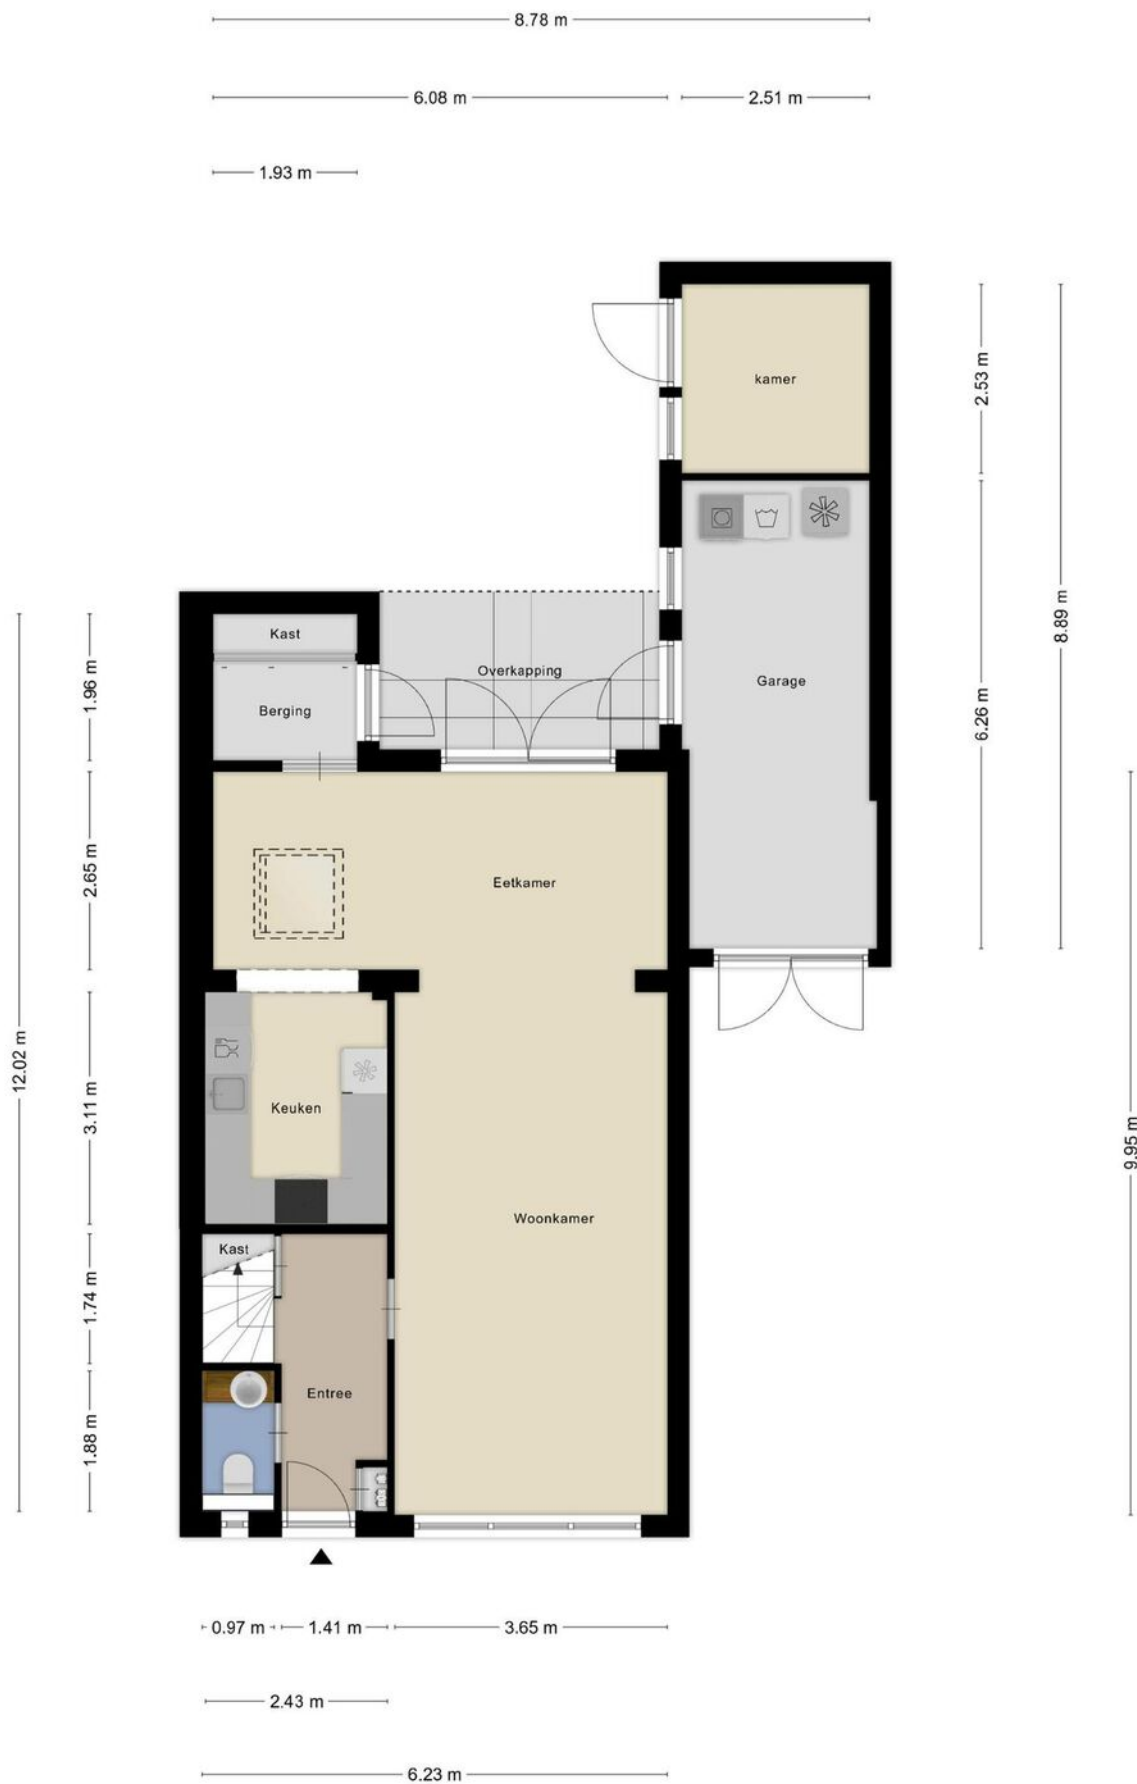 8.78 m
6.08 m
2.51 m
1.93 m
kamer
2.53 m
8.89 m
Kast
Overkapping
Garage
Berging
1.96 m
6.26 m
2.65 m
Eetkamer
12.02 m
3.11 m
Keuken
9.95 m
Woonkamer
Kast
1.74 m
Entree
1.88 m
0.97 m
1.41 m
3.65 m
2.43 m
6.23 m